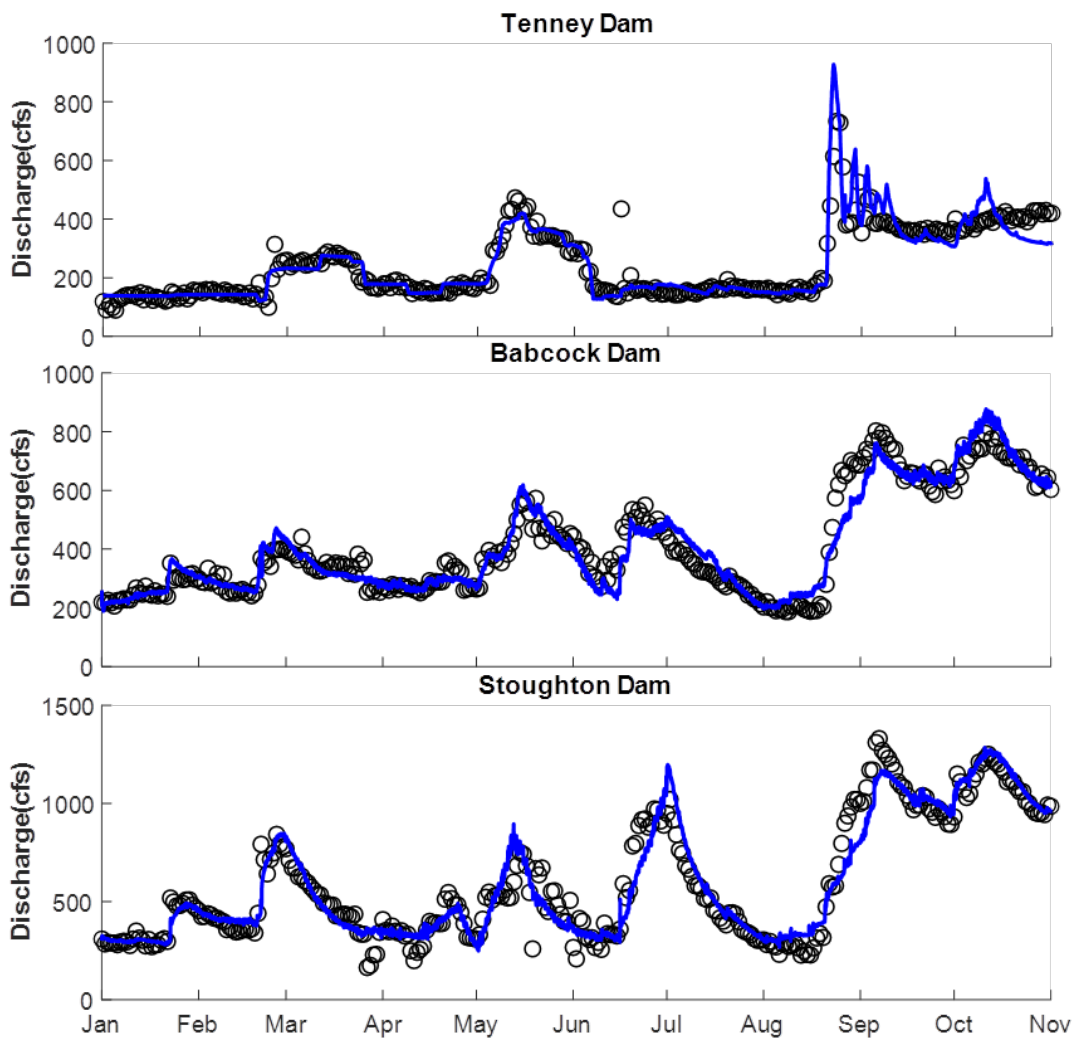 Tenney Dam
1000
800
600
400
200
0
Discharge(cfs)
Babcock Dam
1000
800
600
400
200
0
Discharge(cfs)
Stoughton Dam
1500
1000
500
0
Discharge(cfs)
Jan Feb Mar Apr May Jun Jul Aug Sep Oct Nov